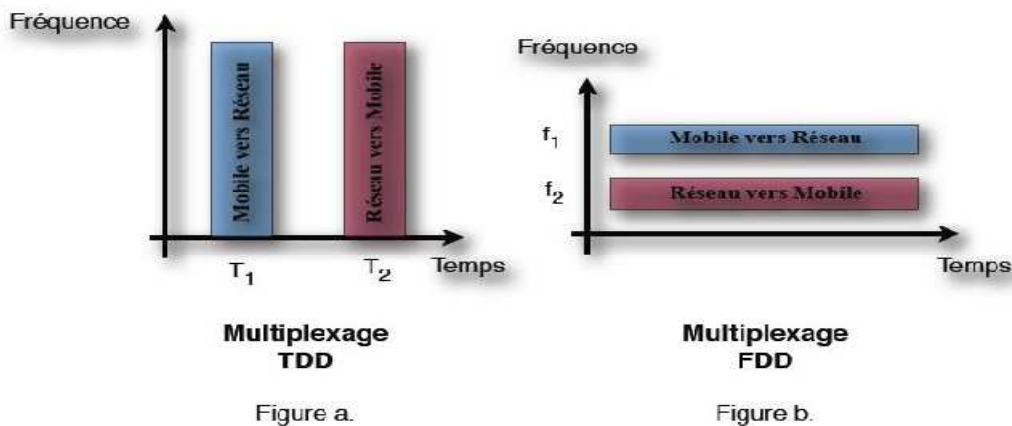 Fréquence
Mobile vers Réseau
Réseau vers Mobile
T1
T2
Temps
Multiplexage
TDD
Figure a.
Fréquence
f1
Mobile vers Réseau
f2
Réseau vers Mobile
Temps
Multiplexage
FDD
Figure b.